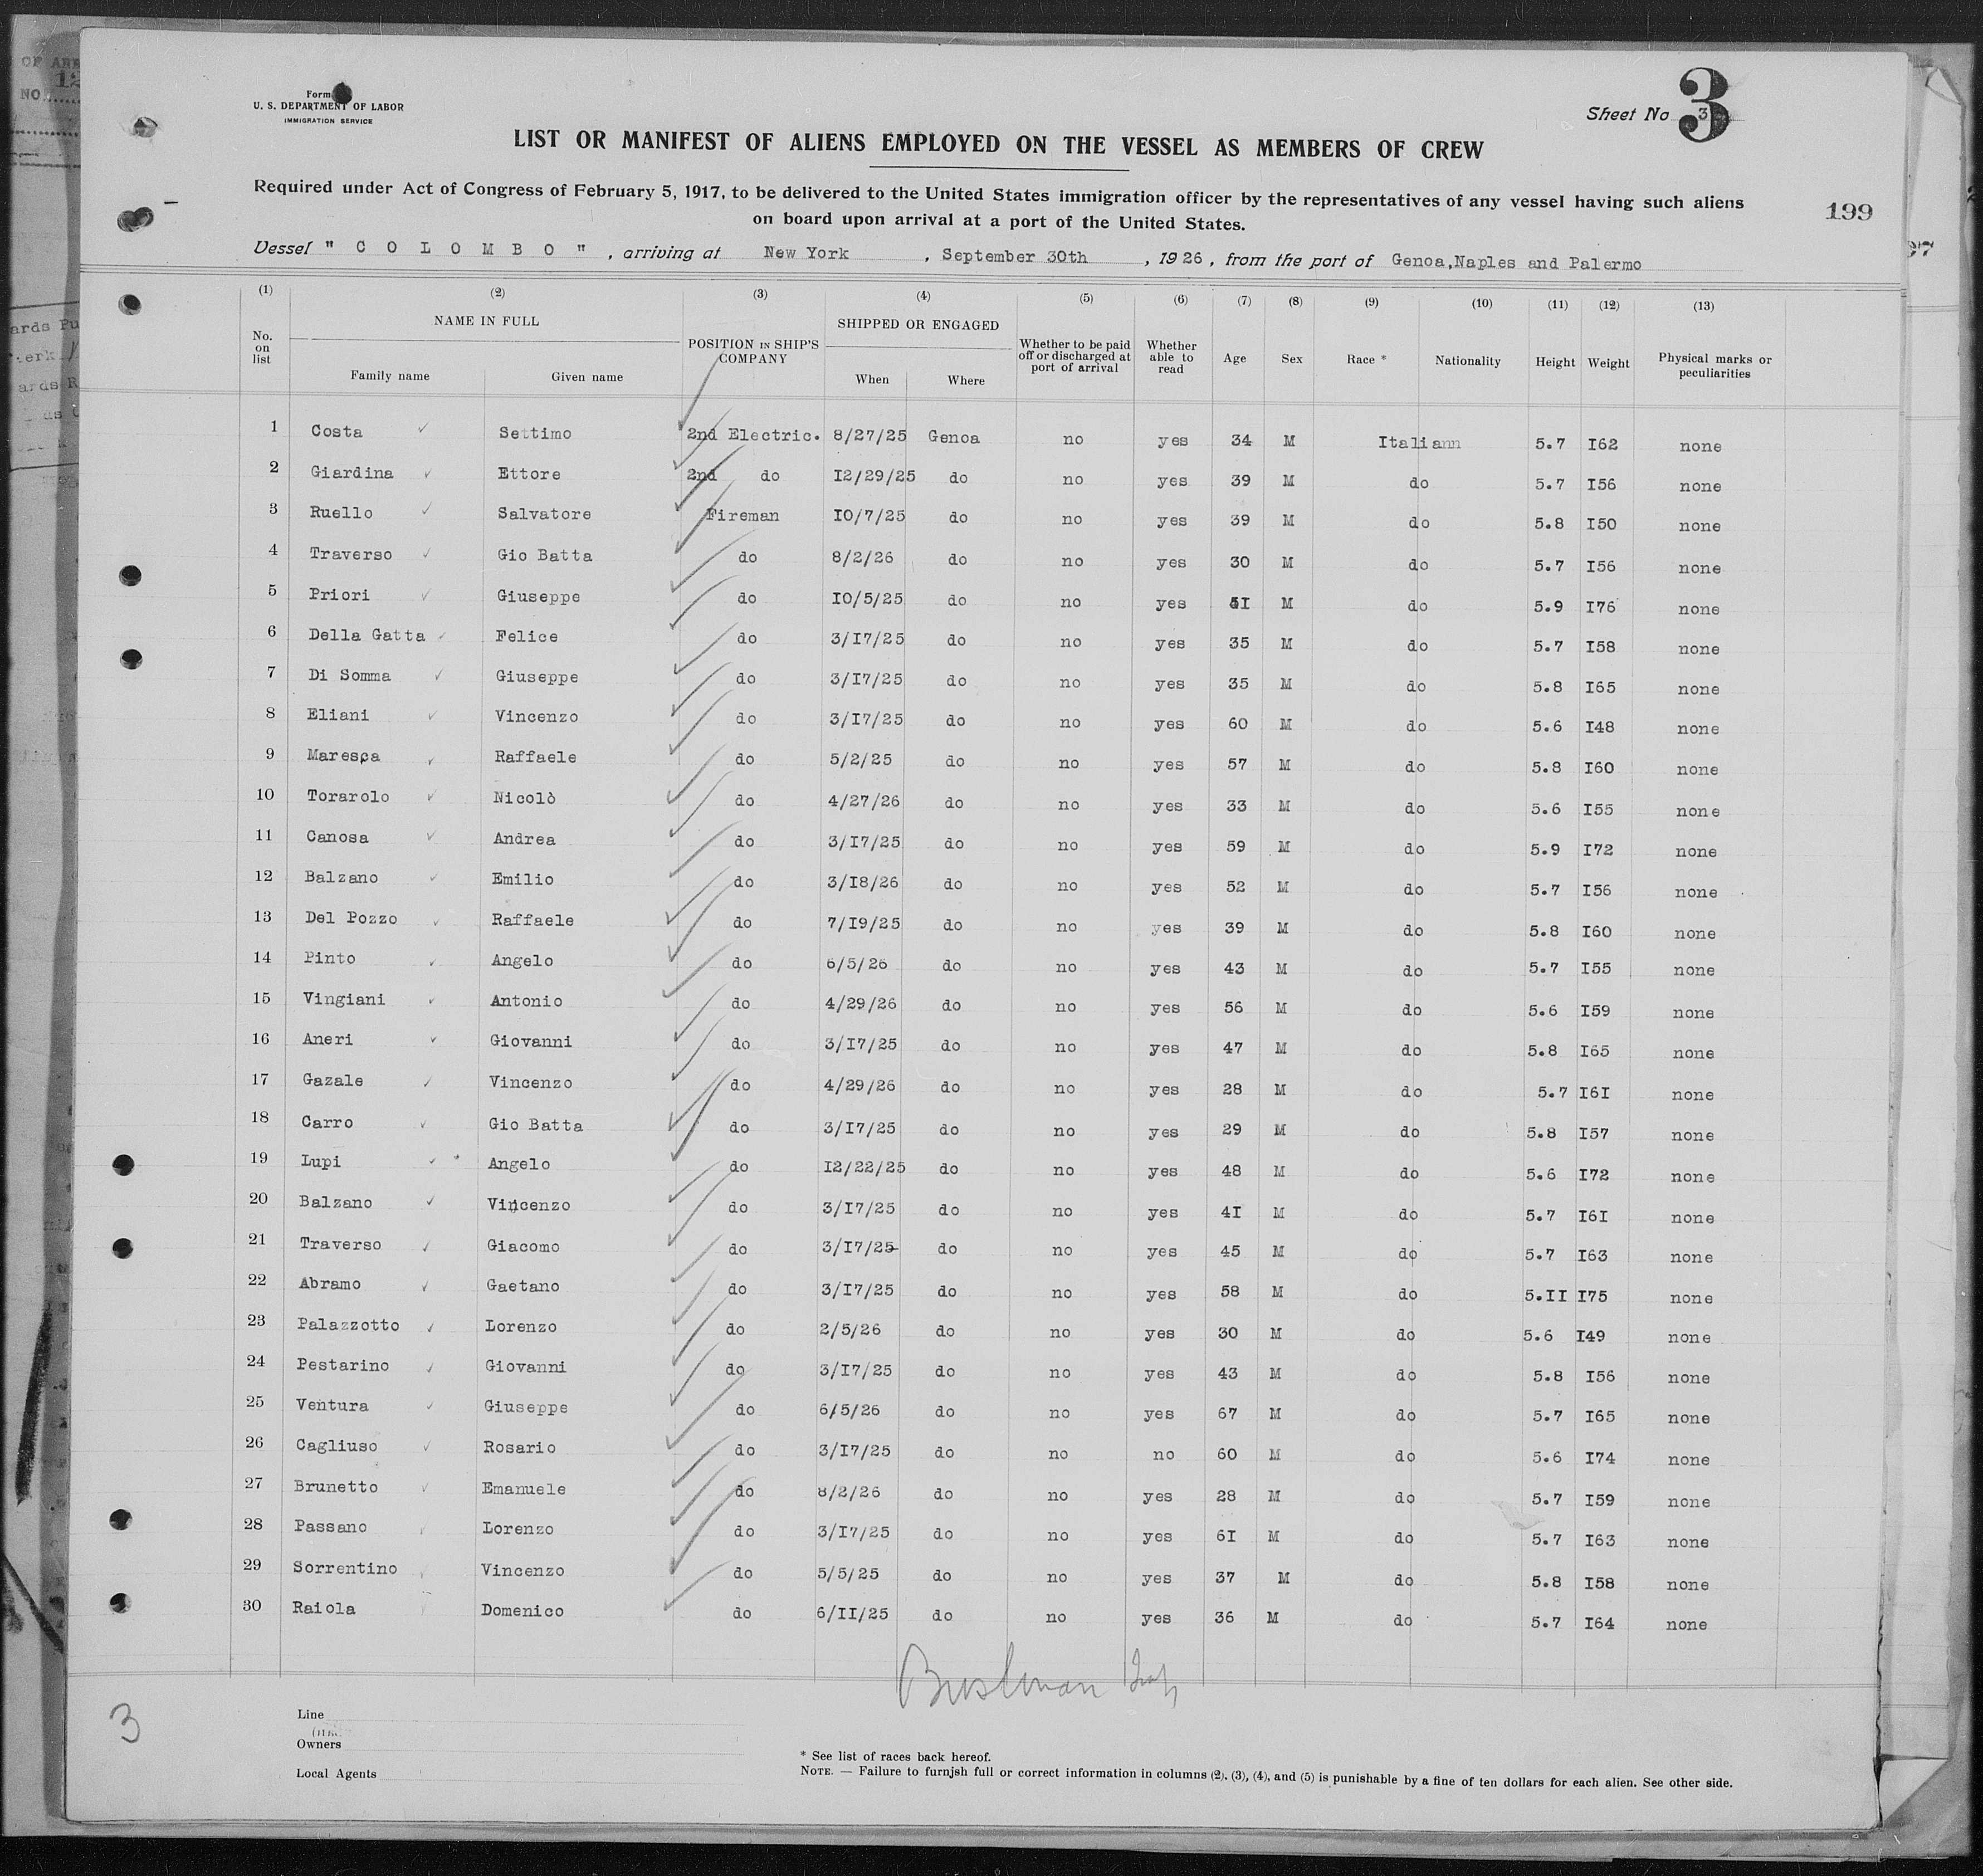 OF ARR
NO. 12
Form
U. S. DEPARTMENT OF LABOR
IMMIGRATION SERVICE
Sheet No 3
3
LIST OR MANIFEST OF ALIENS EMPLOYED ON THE VESSEL AS MEMBERS OF CREW
Required under Act of Congress of February 5, 1917, to be delivered to the United States immigration officer by the representatives of any vessel having such aliens
on board upon arrival at a port of the United States.
199
Vessel " C O L O M B O " , arriving at New York , September 30th , 1926, from the port of Genoa,Naples and Palermo
(1) (2) (3) (4) (5) (6) (7) (8) (9) (10) (11) (12) (13)
No. on list NAME IN FULL Family name Given name POSITION IN SHIP'S COMPANY SHIPPED OR ENGAGED When Where Whether to be paid off or discharged at port of arrival Whether able to read Age Sex Race * Nationality Height Weight Physical marks or peculiarities
1 Costa Settimo 2nd Electric. 8/27/25 Genoa no yes 34 M Italiann 5.7 I62 none
2 Giardina Ettore 2nd do I2/29/25 do no yes 39 M do 5.7 I56 none
3 Ruello Salvatore Fireman IO/7/25 do no yes 39 M do 5.8 I50 none
4 Traverso Gio Batta do 8/2/26 do no yes 30 M do 5.7 I56 none
5 Priori Giuseppe do IO/5/25 do no yes I M do 5.9 I76 none
6 Della Gatta Felice do 3/I7/25 do no yes 35 M do 5.7 I58 none
7 Di Somma Giuseppe do 3/I7/25 do no yes 35 M do 5.8 I65 none
8 Eliani Vincenzo do 3/I7/25 do no yes 60 M do 5.6 I48 none
9 Maresca Raffaele do 5/2/25 do no yes 57 M do 5.8 I60 none
10 Torarolo Nicolò do 4/27/26 do no yes 33 M do 5.6 I55 none
11 Canosa Andrea do 3/I7/25 do no yes 59 M do 5.9 I72 none
12 Balzano Emilio do 3/I8/26 do no yes 52 M do 5.7 I56 none
13 Del Pozzo Raffaele do 7/I9/25 do no yes 39 M do 5.8 I60 none
14 Pinto Angelo do 6/5/26 do no yes 43 M do 5.7 I55 none
15 Vingiani Antonio do 4/29/26 do no yes 56 M do 5.6 I59 none
16 Aneri Giovanni do 3/I7/25 do no yes 47 M do 5.8 I65 none
17 Gazale Vincenzo do 4/29/26 do no yes 28 M do 5.7 I6I none
18 Carro Gio Batta do 3/I7/25 do no yes 29 M do 5.8 I57 none
19 Lupi Angelo do I2/22/25 do no yes 48 M do 5.6 I72 none
20 Balzano Vincenzo do 3/I7/25 do no yes 4I M do 5.7 I6I none
21 Traverso Giacomo do 3/I7/25 do no yes 45 M do 5.7 I63 none
22 Abramo Gaetano do 3/I7/25 do no yes 58 M do 5.II I75 none
23 Palazzotto Lorenzo do 2/5/26 do no yes 30 M do 5.6 I49 none
24 Pestarino Giovanni do 3/I7/25 do no yes 43 M do 5.8 I56 none
25 Ventura Giuseppe do 6/5/26 do no yes 67 M do 5.7 I65 none
26 Cagliuso Rosario do 3/I7/25 do no no 60 M do 5.6 I74 none
27 Brunetto Emanuele do 8/2/26 do no yes 28 M do 5.7 I59 none
28 Passano Lorenzo do 3/I7/25 do no yes 6I M do 5.7 I63 none
29 Sorrentino Vincenzo do 5/5/25 do no yes 37 M do 5.8 I58 none
30 Raiola Domenico do 6/II/25 do no yes 36 M do 5.7 I64 none
3
Line
Owners
Local Agents
* See list of races back hereof.
NOTE. — Failure to furnish full or correct information in columns (2), (3), (4), and (5) is punishable by a fine of ten dollars for each alien. See other side.